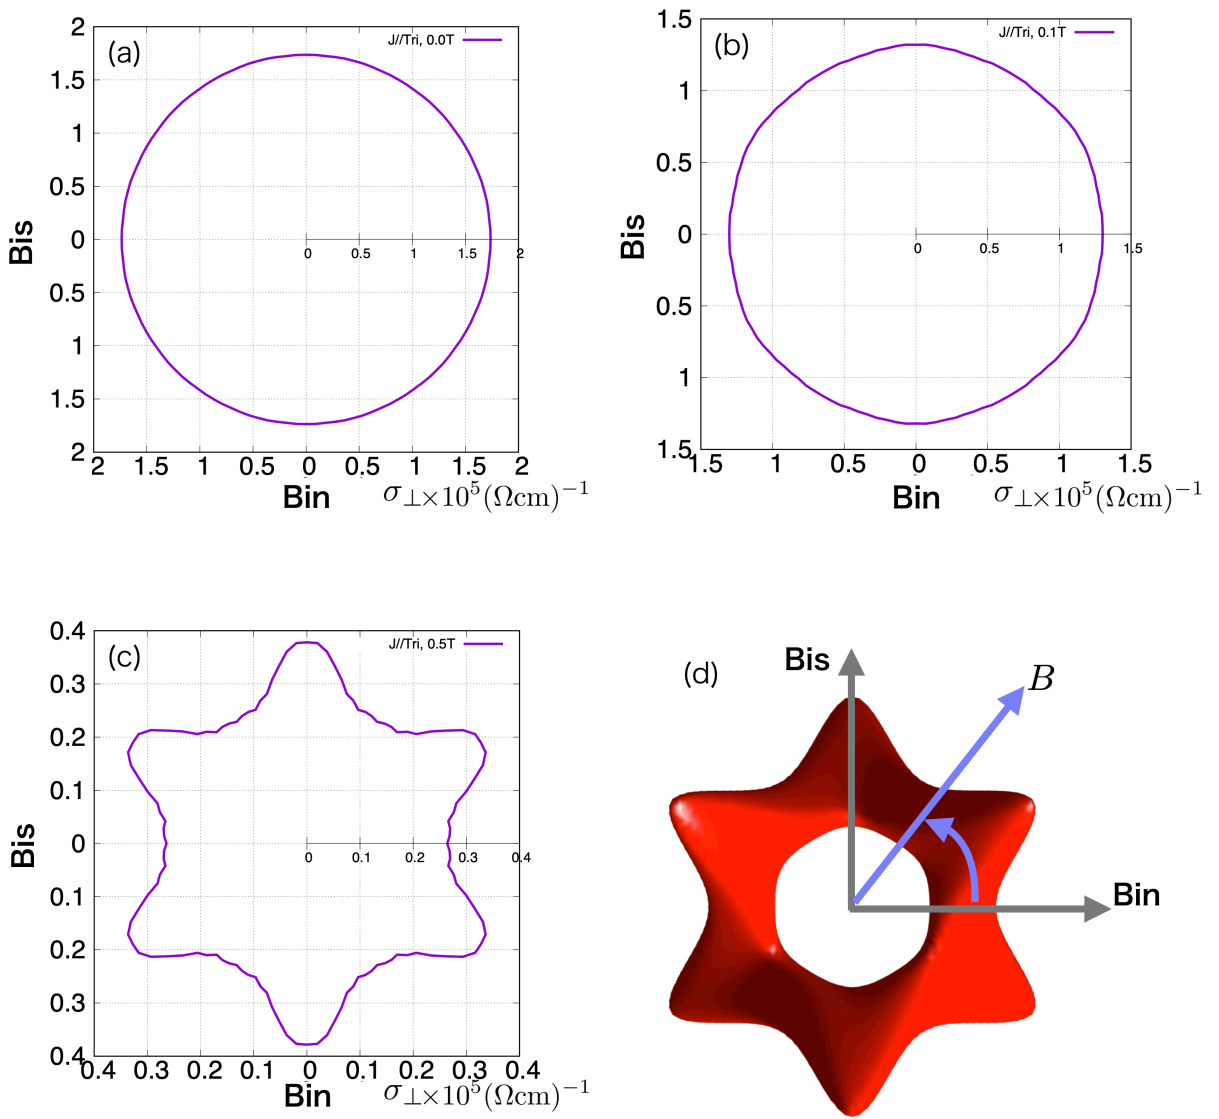 (a)
J//Tri, 0.0T
2
1.5
1
0.5
0
0.5
1
1.5
2
Bis
0 0.5 1 1.5 2
2 1.5 1 0.5 0 0.5 1 1.5 2
Bin
σ⊥×10⁵(Ωcm)⁻¹
(b)
J//Tri, 0.1T
1.5
1
0.5
0
0.5
1
1.5
Bis
0 0.5 1 1.5
1.5 1 0.5 0 0.5 1 1.5
Bin
σ⊥×10⁵(Ωcm)⁻¹
(c)
J//Tri, 0.5T
0.4
0.3
0.2
0.1
0
0.1
0.2
0.3
0.4
Bis
0 0.1 0.2 0.3 0.4
0.4 0.3 0.2 0.1 0 0.1 0.2 0.3 0.4
Bin
σ⊥×10⁵(Ωcm)⁻¹
(d)
Bis
B
Bin